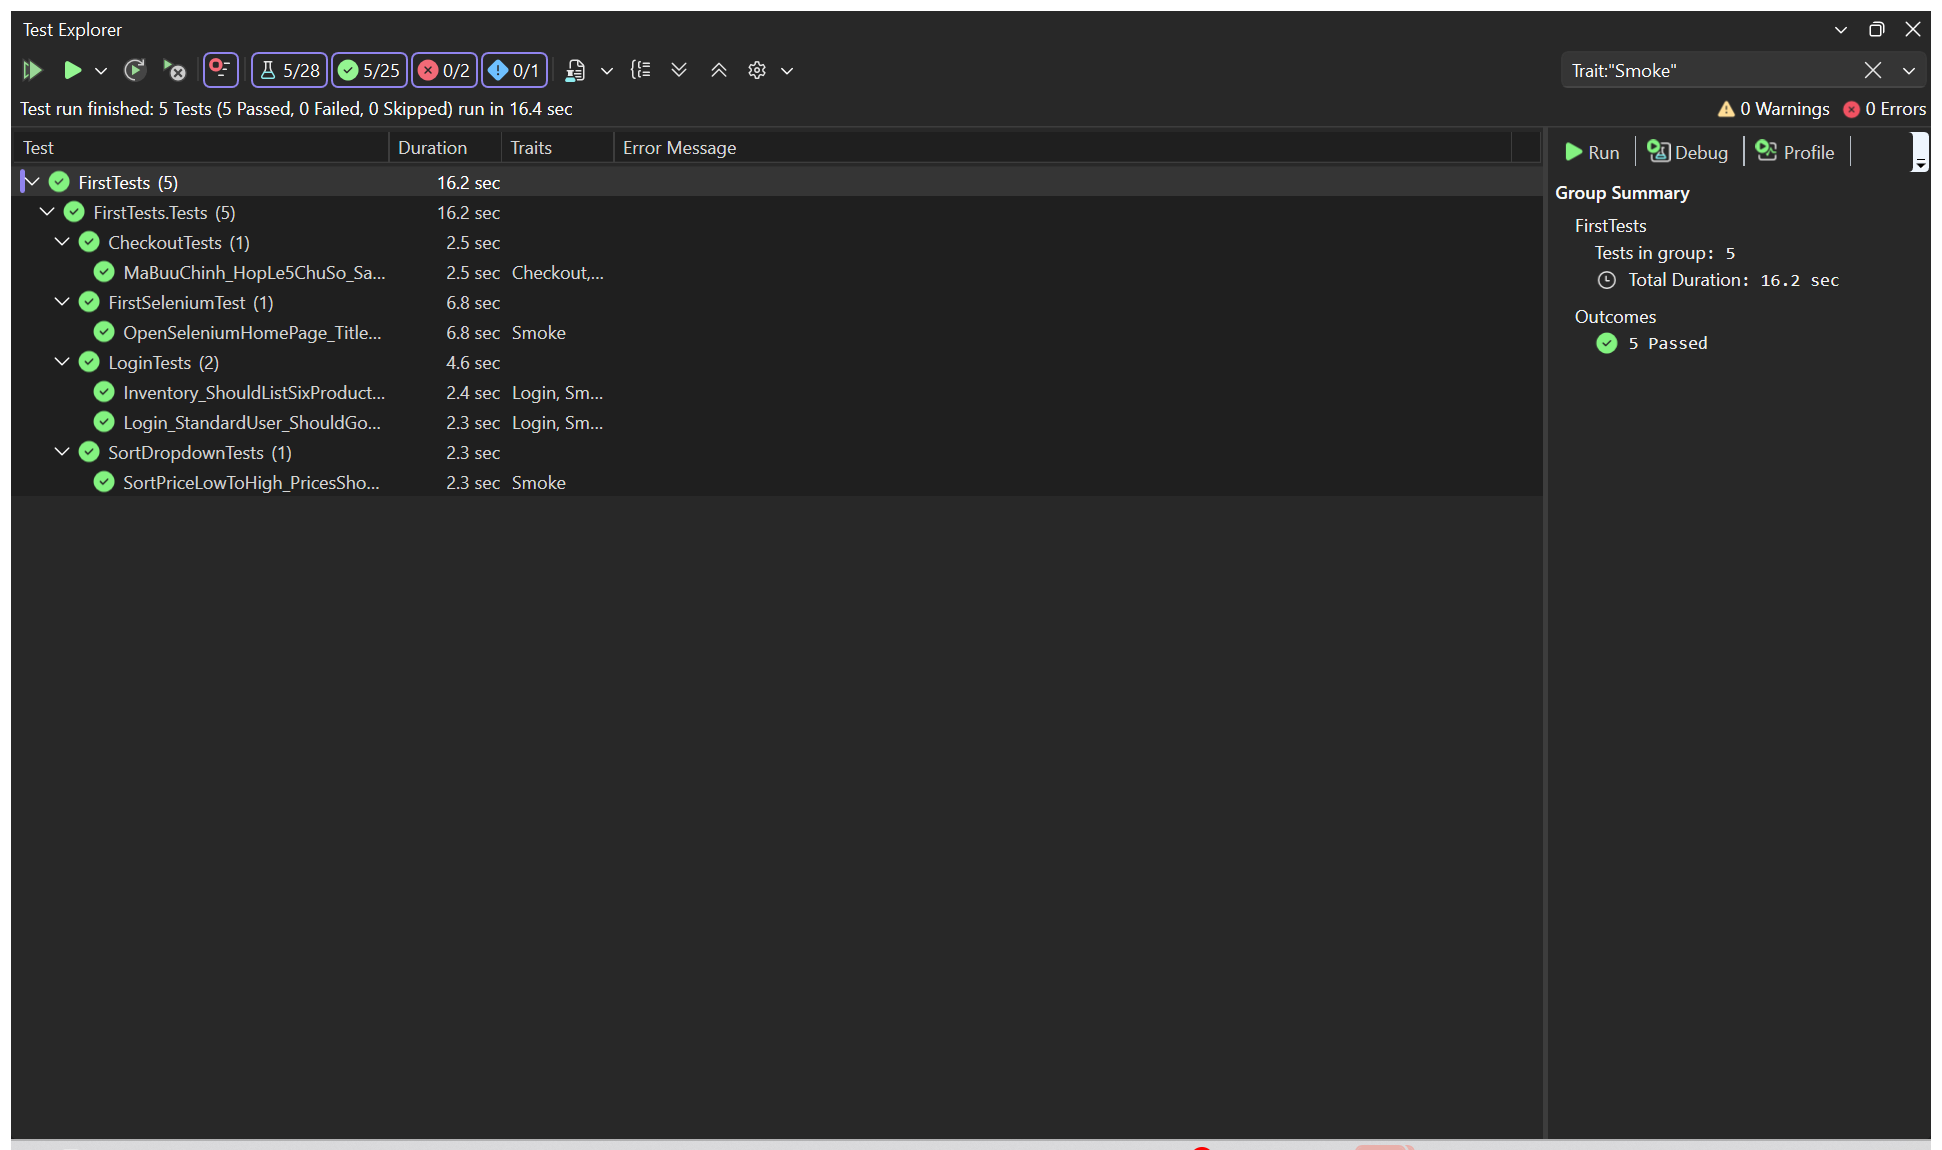 Test Explorer
5/28 5/25 0/2 0/1 Trait:"Smoke"
Test run finished: 5 Tests (5 Passed, 0 Failed, 0 Skipped) run in 16.4 sec 0 Warnings 0 Errors
Test Duration Traits Error Message
FirstTests (5) 16.2 sec
FirstTests.Tests (5) 16.2 sec
CheckoutTests (1) 2.5 sec
MaBuuChinh_HopLe5ChuSo_Sa... 2.5 sec Checkout,...
FirstSeleniumTest (1) 6.8 sec
OpenSeleniumHomePage_Title... 6.8 sec Smoke
LoginTests (2) 4.6 sec
Inventory_ShouldListSixProduct... 2.4 sec Login, Sm...
Login_StandardUser_ShouldGo... 2.3 sec Login, Sm...
SortDropdownTests (1) 2.3 sec
SortPriceLowToHigh_PricesSho... 2.3 sec Smoke
Run Debug Profile
Group Summary
FirstTests
Tests in group: 5
Total Duration: 16.2 sec
Outcomes
5 Passed